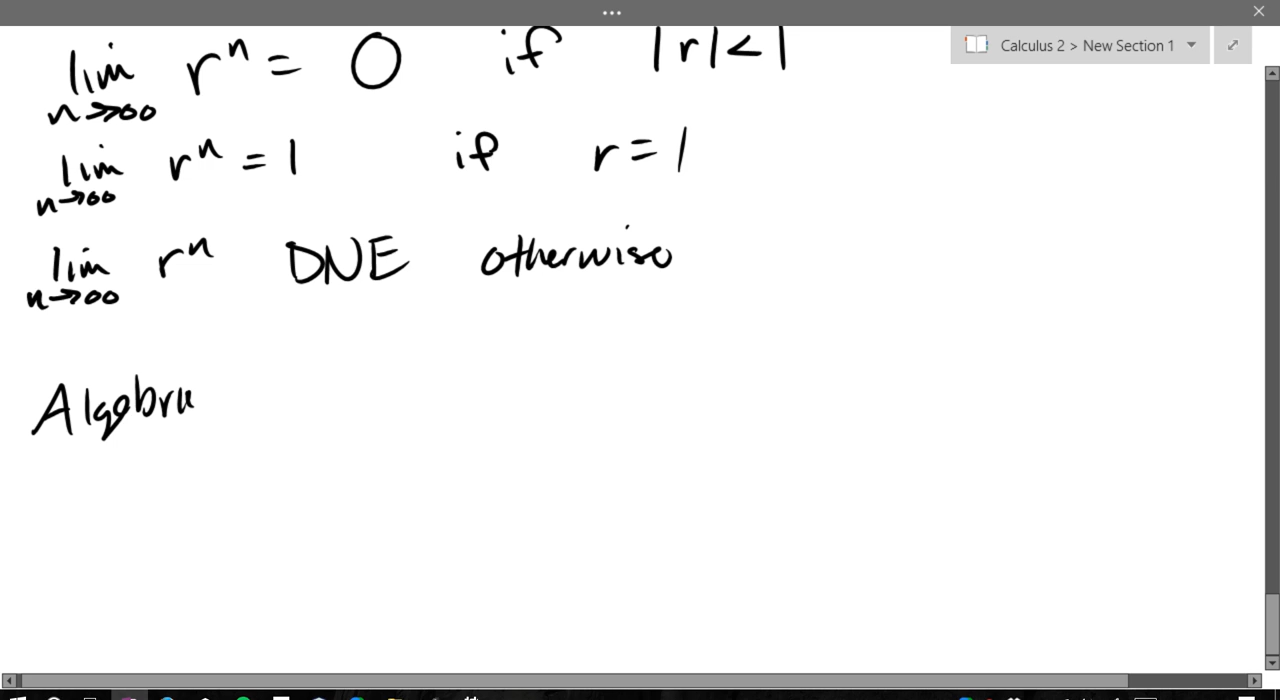 lim r^n = 0 if |r| < 1
n→∞
Calculus 2 > New Section 1
lim r^n = 1 if r = 1
n→∞
lim r^n DNE otherwise
n→∞
Algebra